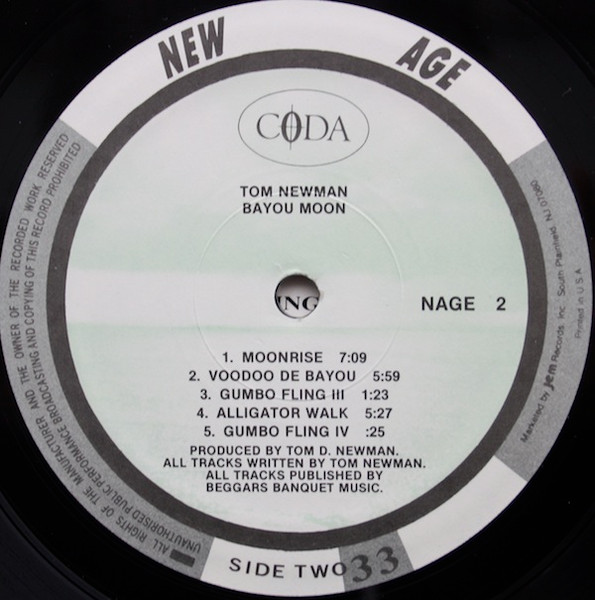 NEW AGE
CODA
TOM NEWMAN
BAYOU MOON
ING
NAGE 2
1. MOONRISE 7:09
2. VOODOO DE BAYOU 5:59
3. GUMBO FLING III 1:23
4. ALLIGATOR WALK 5:27
5. GUMBO FLING IV :25
PRODUCED BY TOM D. NEWMAN.
ALL TRACKS WRITTEN BY TOM NEWMAN.
ALL TRACKS PUBLISHED BY
BEGGARS BANQUET MUSIC.
SIDE TWO 33
ALL RIGHTS OF THE MANUFACTURER AND THE OWNER OF THE RECORDED WORK RESERVED
UNAUTHORISED PUBLIC PERFORMANCE BROADCASTING AND COPYING OF THIS RECORD PROHIBITED
Marketed by jem Records, Inc. South Plainfield, NJ 07080
Printed in U.S.A.